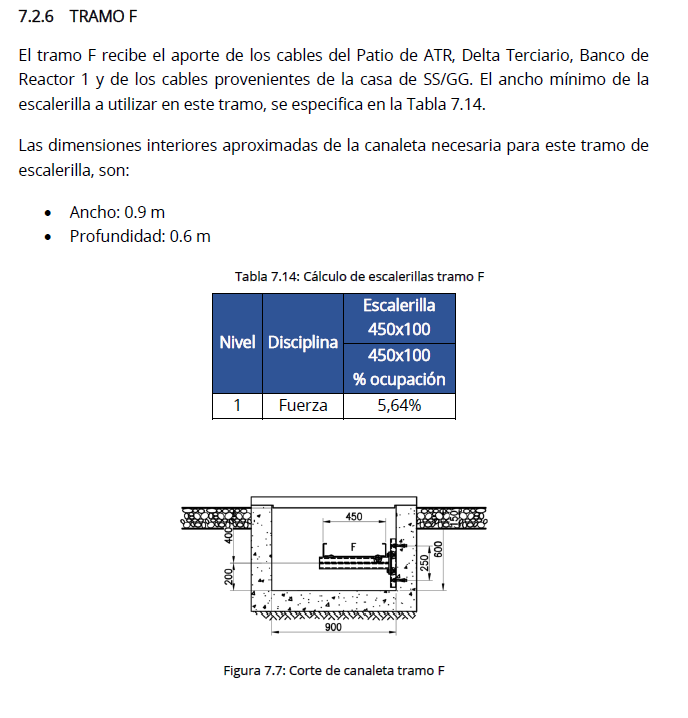 7.2.6 TRAMO F
El tramo F recibe el aporte de los cables del Patio de ATR, Delta Terciario, Banco de
Reactor 1 y de los cables provenientes de la casa de SS/GG. El ancho mínimo de la
escalerilla a utilizar en este tramo, se especifica en la Tabla 7.14.
Las dimensiones interiores aproximadas de la canaleta necesaria para este tramo de
escalerilla, son:
• Ancho: 0.9 m
• Profundidad: 0.6 m
Tabla 7.14: Cálculo de escalerillas tramo F
Nivel Disciplina Escalerilla
450x100
450x100
% ocupación
1 Fuerza 5,64%
450
F
400
200
150
600
250
900
Figura 7.7: Corte de canaleta tramo F